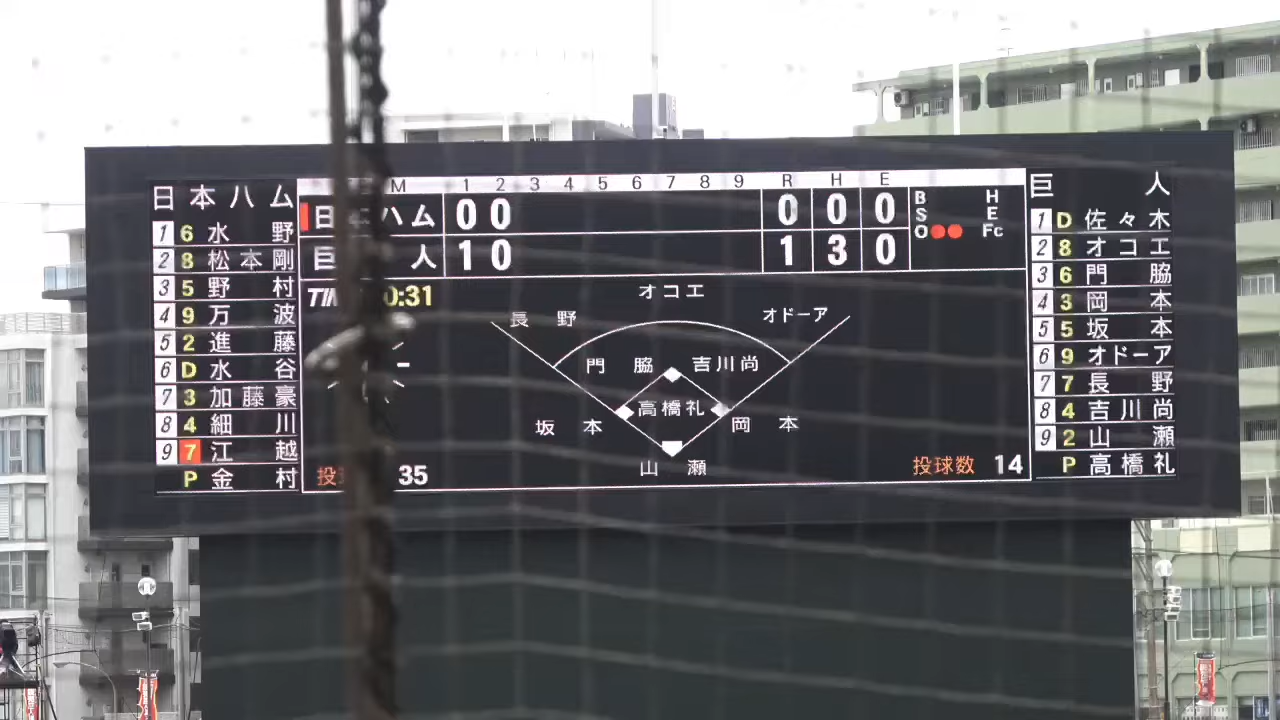 日本ハム
1 6 水野
2 8 松本剛
3 5 野村
4 9 万波
5 2 進藤
6 D 水谷
7 3 加藤豪
8 4 細川
9 7 江越
P 金村
M 1 2 3 4 5 6 7 8 9 R H E
日本ハム 0 0 0 0 0
巨人 1 0 1 3 0
B H
S E
O Fc
0:31
オコエ
長野 オドーア
門脇 吉川尚
高橋礼
坂本 岡本
山瀬
投 35
投球数 14
巨人
1 D 佐々木
2 8 オコエ
3 6 門脇
4 3 岡本
5 5 坂本
6 9 オドーア
7 7 長野
8 4 吉川尚
9 2 山瀬
P 高橋礼